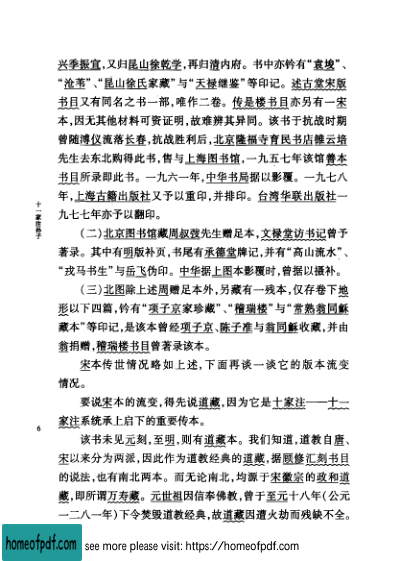 兴季振宜，又归昆山徐乾学，再归清内府。书中亦钤有“袁埈”、
“沧苇”、“昆山徐氏家藏”与“天禄继鉴”等印记。述古堂宋版
书目又有同名之书一部，唯作二卷。传是楼书目亦另有一宋
本，因无其他材料可资证明，故难辨其异同。该书于抗战时期
曾随溥仪流落长春，抗战胜利后，北京隆福寺育民书店雒云培
先生去东北购得此书，售与上海图书馆，一九五七年该馆善本
书目所录即此书。一九六一年，中华书局据以影覆。一九七八
年，上海古籍出版社又予以重印，并排印。台湾华联出版社一
九七七年亦予以翻印。
（二）北京图书馆藏周叔弢先生赠足本，文禄堂访书记曾予
著录。其中有明版补页，书尾有承德堂牌记，并有“高山流水”、
“戎马书生”与岳飞伪印。中华据上图本影覆时，曾据以摄补。
（三）北图除上述周赠足本外，另藏有一残本，仅存卷下地
形以下四篇，钤有“项子京家珍藏”、“稽瑞楼”与“常熟翁同龢
藏本”等印记，是该本曾经项子京、陈子准与翁同龢收藏，并由
翁捐赠，稽瑞楼书目曾著录该本。
宋本传世情况略如上述，下面再谈一谈它的版本流变
情况。
要说宋本的流变，得先说道藏，因为它是十家注——十一
家注系统承上启下的重要传本。
该书未见元刻，至明，则有道藏本。我们知道，道教自唐、
宋以来分为两派，因此作为道教经典的道藏，据顾修汇刻书目
的说法，也有南北两本。而无论南北，均源于宋徽宗的政和道
藏，即所谓万寿藏。元世祖因信奉佛教，曾于至元十八年（公元
一二八一年）下令焚毁道教经典，故道藏因遭火劫而残缺不全。
十一家注孙子
6
homeofpdf.com
see more please visit: https://homeofpdf.com